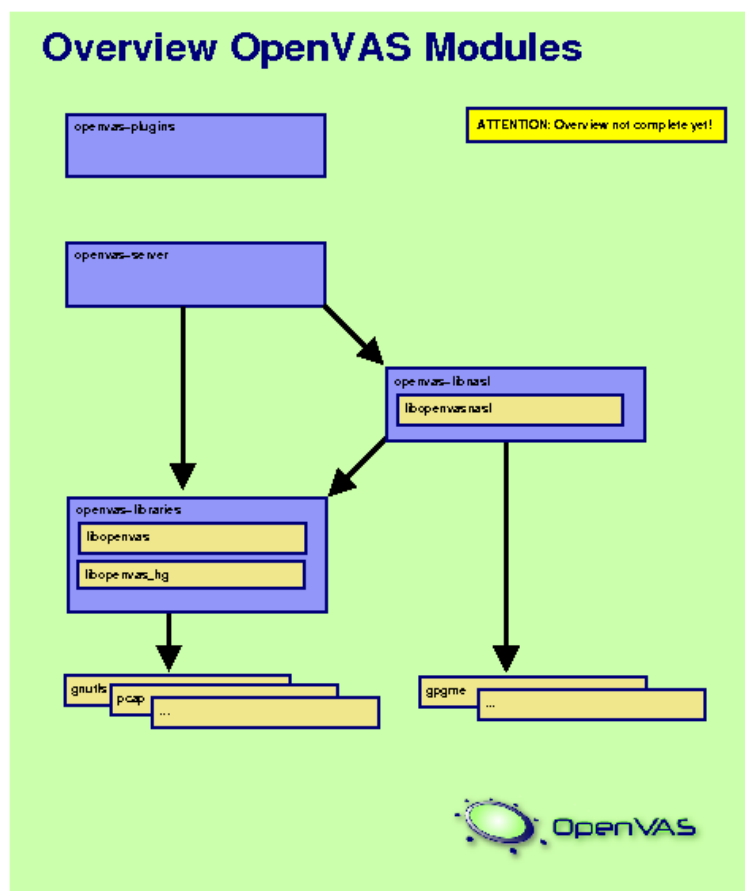 Overview OpenVAS Modules
openvas-plugins
ATTENTION: Overview not complete yet!
openvas-server
openvas-libnasl
libopenvasnasl
openvas-libraries
libopenvas
libopenvas_hg
gnutls
pcap
...
gpgme
...
OpenVAS